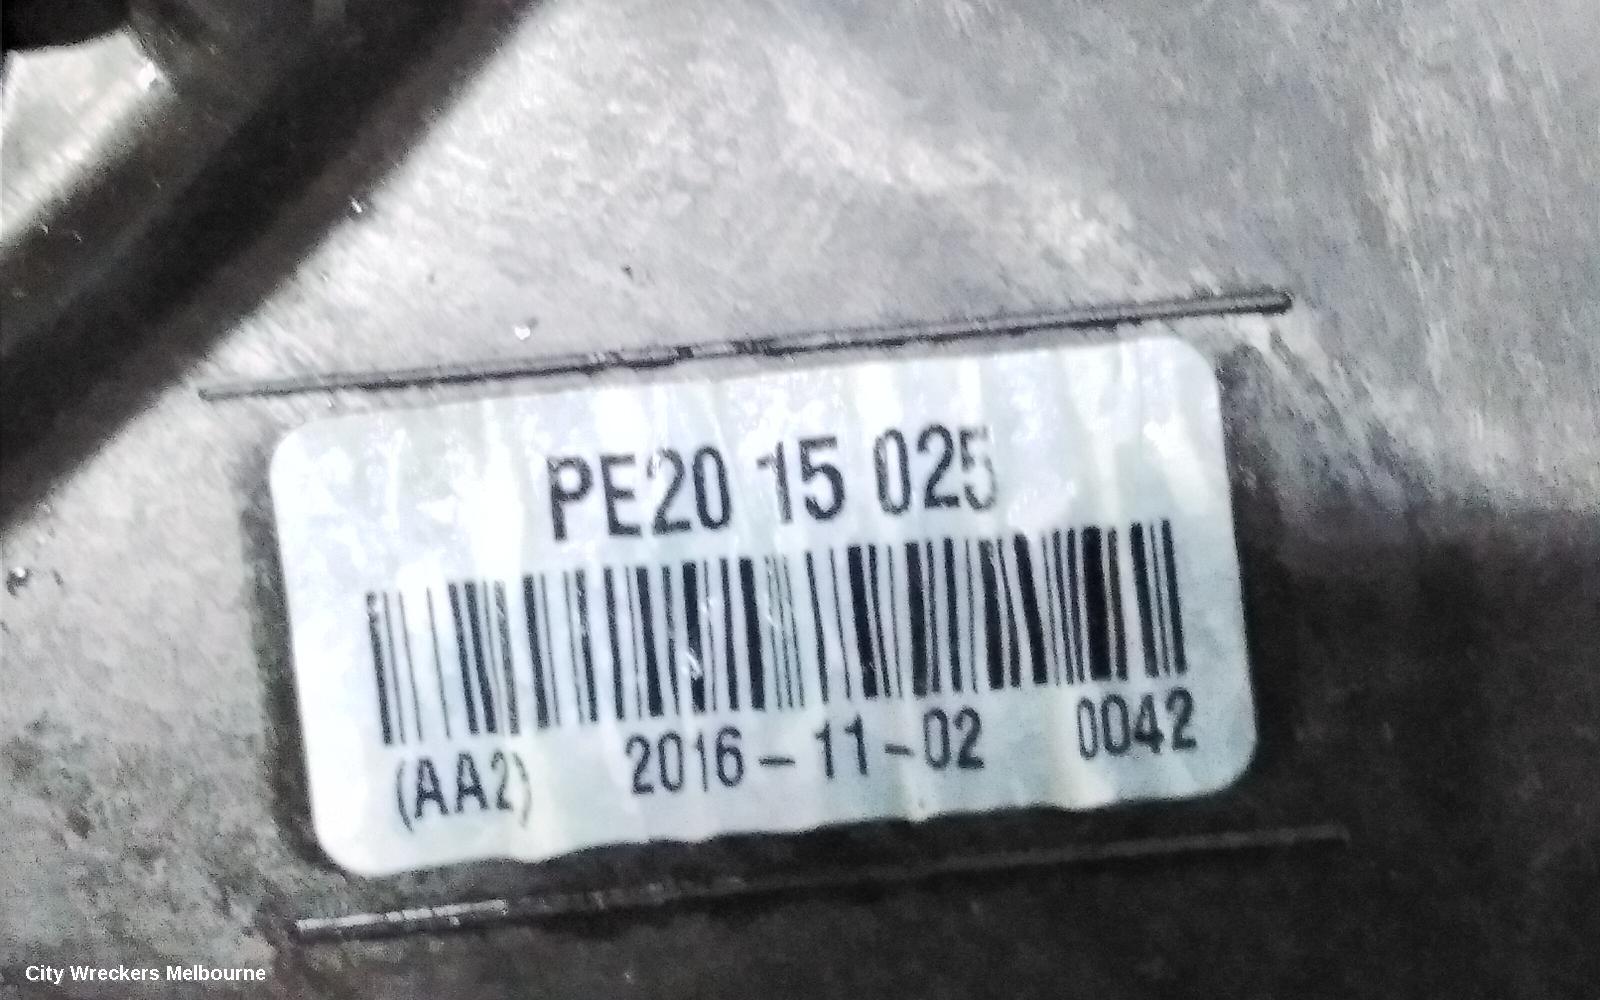 PE20 15 025
(AA2) 2016-11-02 0042
City Wreckers Melbourne